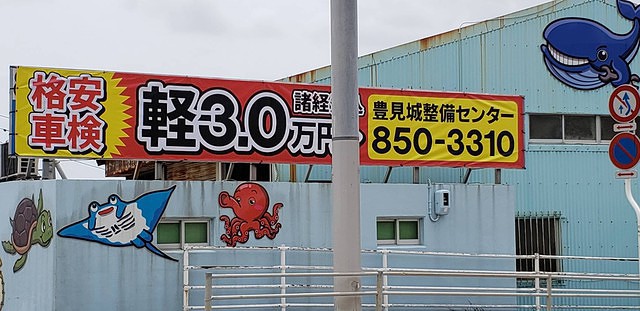 格安
車検
軽3.0万円
諸経
豊見城整備センター
850-3310